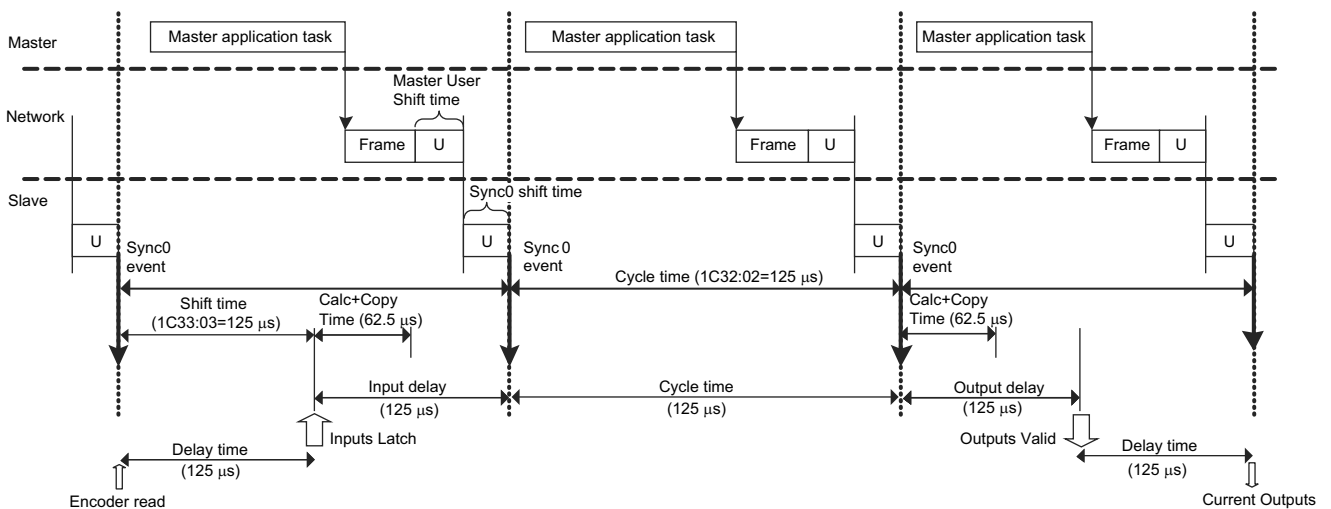 Master
Master application task
Master application task
Master application task
Master User
Shift time
Network
Frame
U
Frame
U
Frame
U
Slave
Sync0 shift time
U
U
U
U
Sync0
event
Sync 0
event
Sync0
event
Cycle time (1C32:02=125 μs)
Shift time
(1C33:03=125 μs)
Calc+Copy
Time (62.5 μs)
Calc+Copy
Time (62.5 μs)
Input delay
(125 μs)
Cycle time
(125 μs)
Output delay
(125 μs)
Inputs Latch
Outputs Valid
Delay time
(125 μs)
Delay time
(125 μs)
Encoder read
Current Outputs